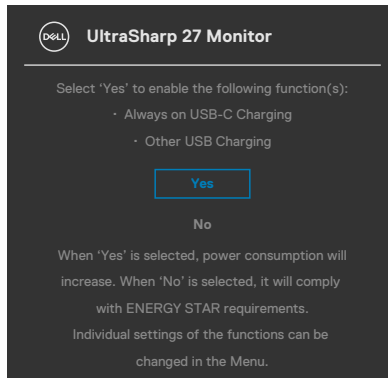 DELL UltraSharp 27 Monitor
Select ‘Yes’ to enable the following function(s):
· Always on USB-C Charging
· Other USB Charging
Yes
No
When ‘Yes’ is selected, power consumption will
increase. When ‘No’ is selected, it will comply
with ENERGY STAR requirements.
Individual settings of the functions can be
changed in the Menu.